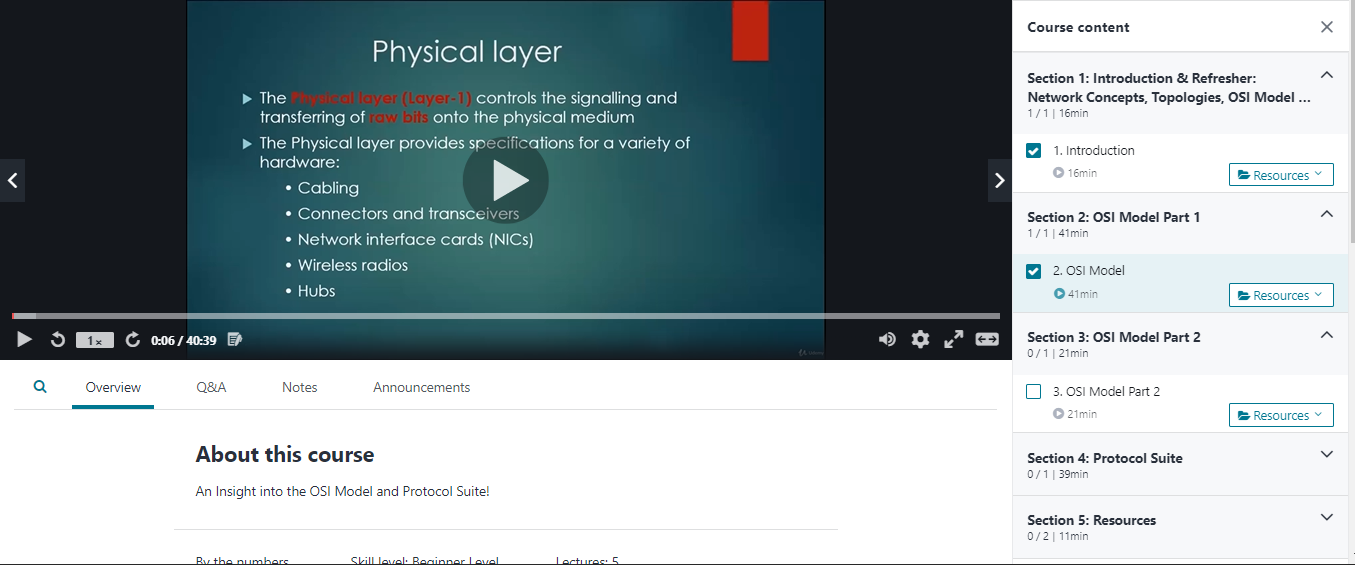 Physical layer
▶ The Physical layer (Layer-1) controls the signalling and
transferring of raw bits onto the physical medium
▶ The Physical layer provides specifications for a variety of
hardware:
• Cabling
• Connectors and transceivers
• Network interface cards (NICs)
• Wireless radios
• Hubs
1x
0:06 / 40:39
Overview
Q&A
Notes
Announcements
About this course
An Insight into the OSI Model and Protocol Suite!
By the numbers
Skill level: Beginner Level
Lectures: 5
Course content
Section 1: Introduction & Refresher:
Network Concepts, Topologies, OSI Model ...
1 / 1 | 16min
1. Introduction
16min
Resources
Section 2: OSI Model Part 1
1 / 1 | 41min
2. OSI Model
41min
Resources
Section 3: OSI Model Part 2
0 / 1 | 21min
3. OSI Model Part 2
21min
Resources
Section 4: Protocol Suite
0 / 1 | 39min
Section 5: Resources
0 / 2 | 11min